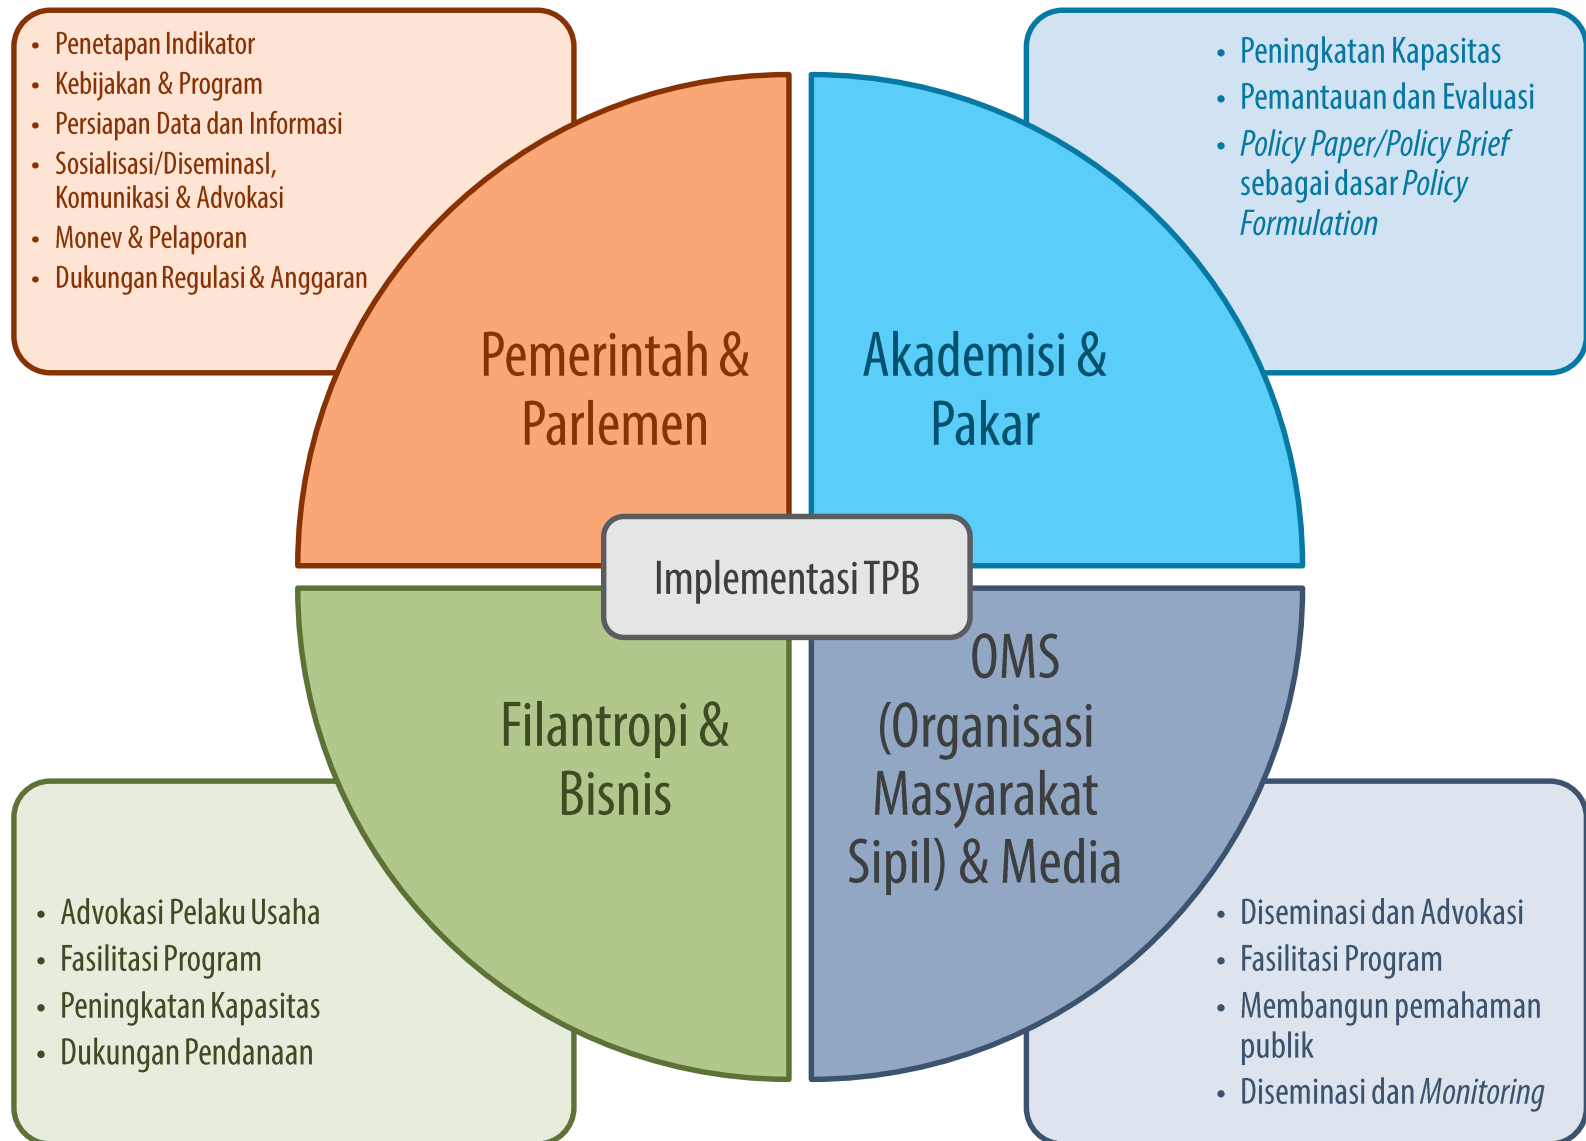 • Penetapan Indikator
• Kebijakan & Program
• Persiapan Data dan Informasi
• Sosialisasi/DiseminasI,
Komunikasi & Advokasi
• Monev & Pelaporan
• Dukungan Regulasi & Anggaran
• Peningkatan Kapasitas
• Pemantauan dan Evaluasi
• Policy Paper/Policy Brief
sebagai dasar Policy
Formulation
Pemerintah &
Parlemen
Akademisi &
Pakar
Implementasi TPB
Filantropi &
Bisnis
OMS
(Organisasi
Masyarakat
Sipil) & Media
• Advokasi Pelaku Usaha
• Fasilitasi Program
• Peningkatan Kapasitas
• Dukungan Pendanaan
• Diseminasi dan Advokasi
• Fasilitasi Program
• Membangun pemahaman
publik
• Diseminasi dan Monitoring